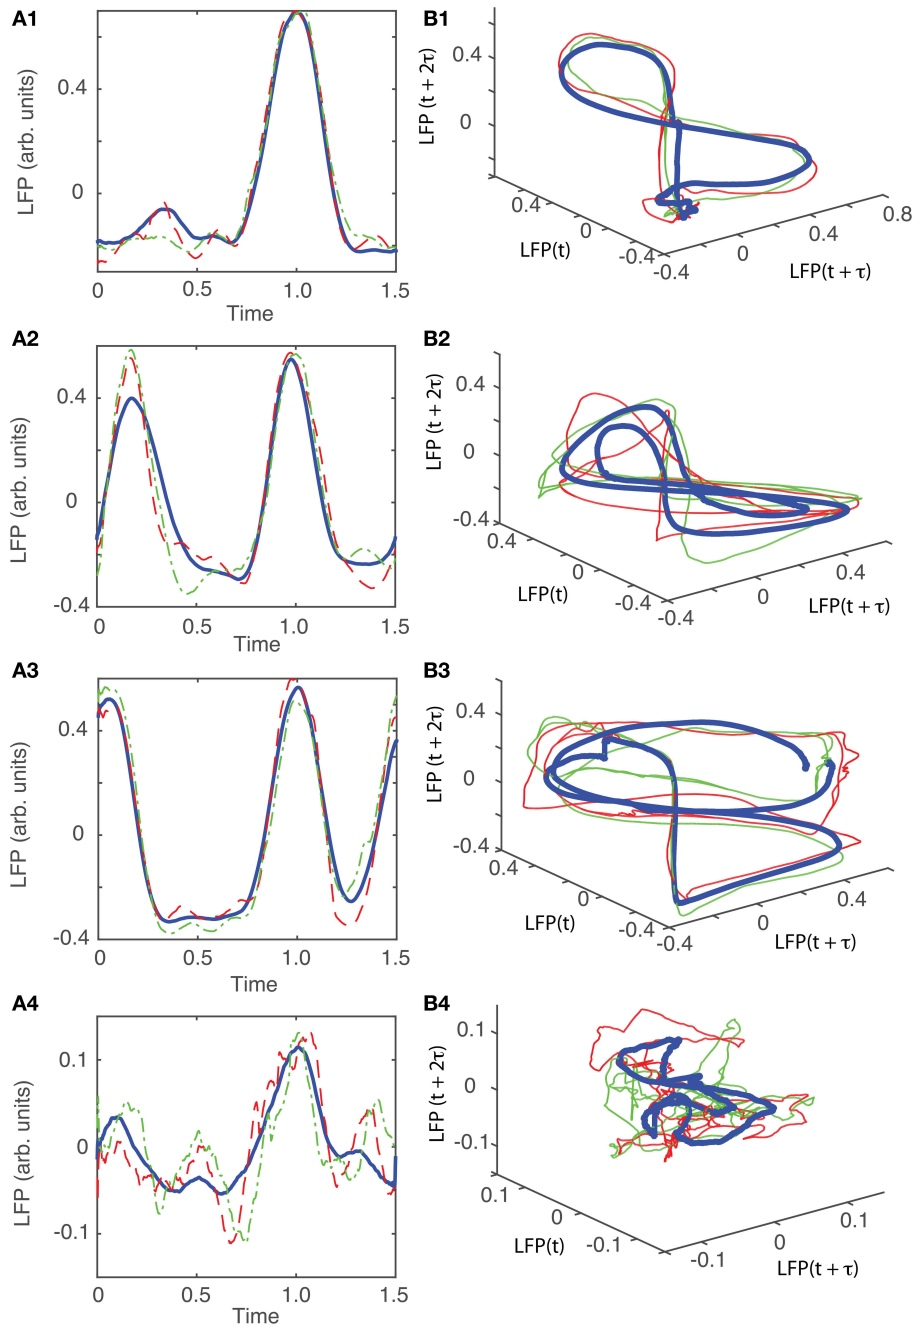 A1
LFP (arb. units)
0.4
0
0 0.5 1.0 1.5
Time
B1
LFP (t + 2τ)
0.4
0
0.4
0
-0.4
LFP(t)
-0.4
0
0.4
0.8
LFP(t + τ)
A2
LFP (arb. units)
0.4
0
-0.4
0 0.5 1.0 1.5
Time
B2
LFP (t + 2τ)
0.4
0
-0.4
0.4
0
-0.4
LFP(t)
-0.4
0
0.4
LFP(t + τ)
A3
LFP (arb. units)
0.4
0
-0.4
0 0.5 1.0 1.5
Time
B3
LFP (t + 2τ)
0.4
0
-0.4
0.4
0
-0.4
LFP(t)
-0.4
0
0.4
LFP(t + τ)
A4
LFP (arb. units)
0.1
0
-0.1
0 0.5 1.0 1.5
Time
B4
LFP (t + 2τ)
0.1
0
-0.1
0.1
0
-0.1
LFP(t)
-0.1
0
0.1
LFP(t + τ)